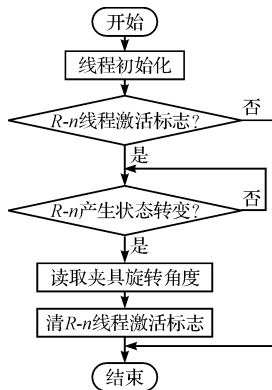 开始
线程初始化
R-n线程激活标志?
否
是
R-n产生状态转变?
否
是
读取夹具旋转角度
清R-n线程激活标志
结束